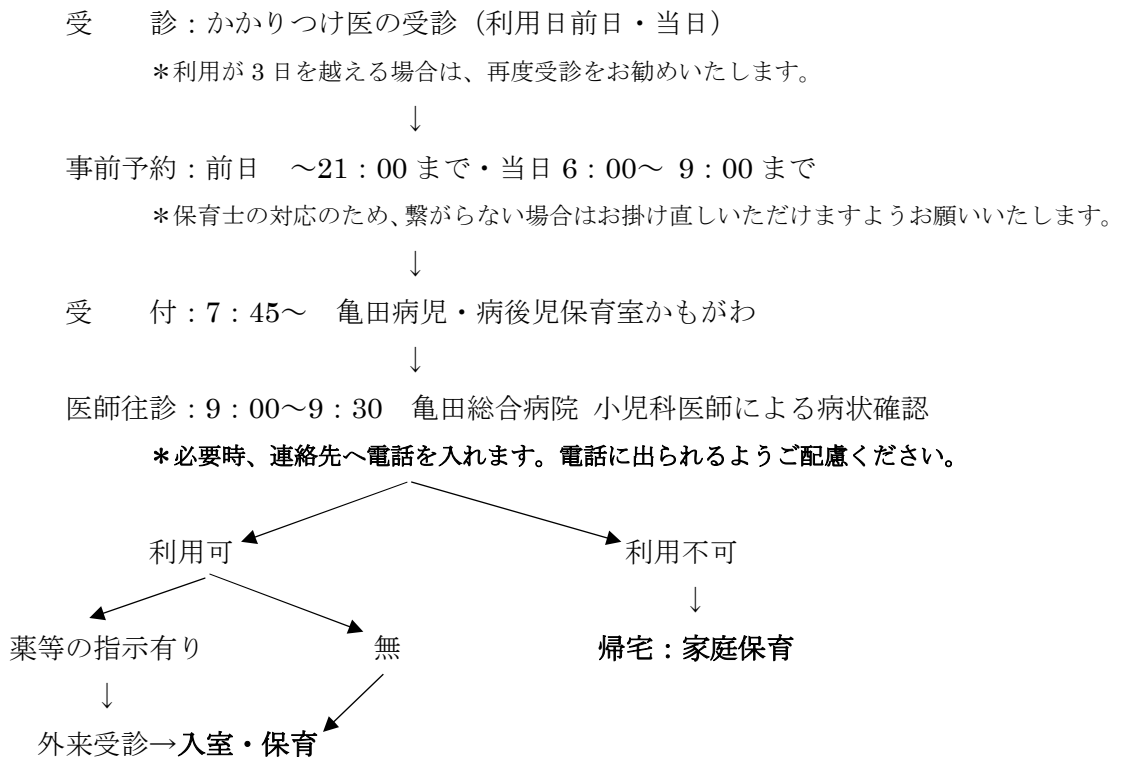 受　　診：かかりつけ医の受診（利用日前日・当日）
＊利用が 3 日を越える場合は、再度受診をお勧めいたします。
↓
事前予約：前日　～21：00 まで・当日 6：00～ 9：00 まで
＊保育士の対応のため、繋がらない場合はお掛け直しいただけますようお願いいたします。
↓
受　　付：7：45～　亀田病児・病後児保育室かもがわ
↓
医師往診：9：00～9：30　亀田総合病院 小児科医師による病状確認
＊必要時、連絡先へ電話を入れます。電話に出られるようご配慮ください。
利用可　利用不可
↓
薬等の指示有り　無　帰宅：家庭保育
↓
外来受診→入室・保育